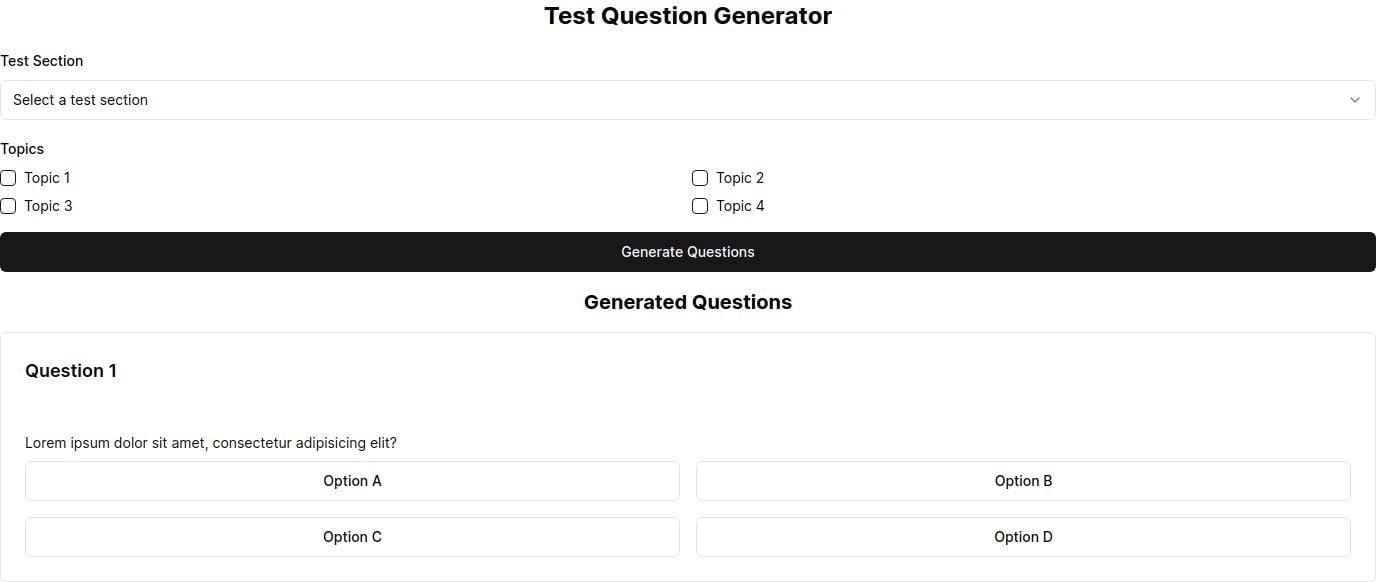 Test Question Generator
Test Section
Select a test section
Topics
Topic 1
Topic 2
Topic 3
Topic 4
Generate Questions
Generated Questions
Question 1
Lorem ipsum dolor sit amet, consectetur adipisicing elit?
Option A
Option B
Option C
Option D